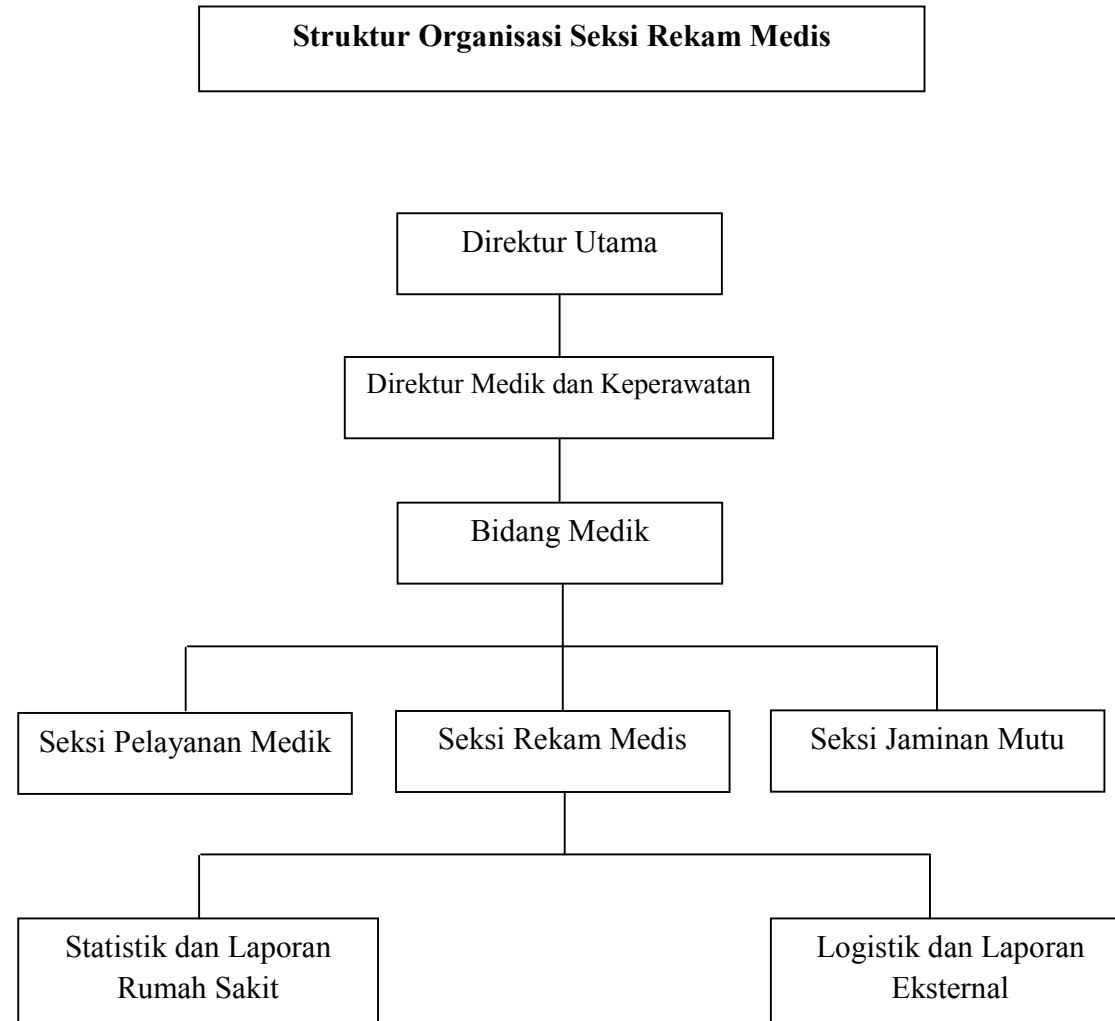 Struktur Organisasi Seksi Rekam Medis
Direktur Utama
Direktur Medik dan Keperawatan
Bidang Medik
Seksi Pelayanan Medik
Seksi Rekam Medis
Seksi Jaminan Mutu
Statistik dan Laporan
Rumah Sakit
Logistik dan Laporan
Eksternal